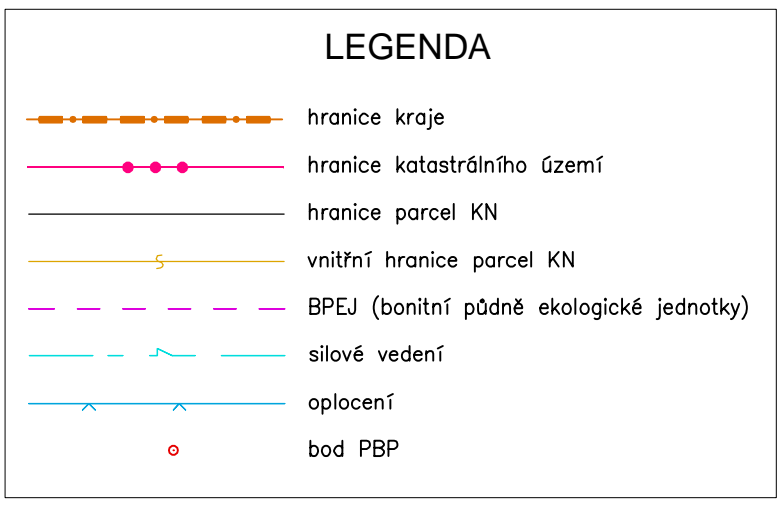 LEGENDA
hranice kraje
hranice katastrálního území
hranice parcel KN
vnitřní hranice parcel KN
BPEJ (bonitní půdně ekologické jednotky)
silové vedení
oplocení
bod PBP